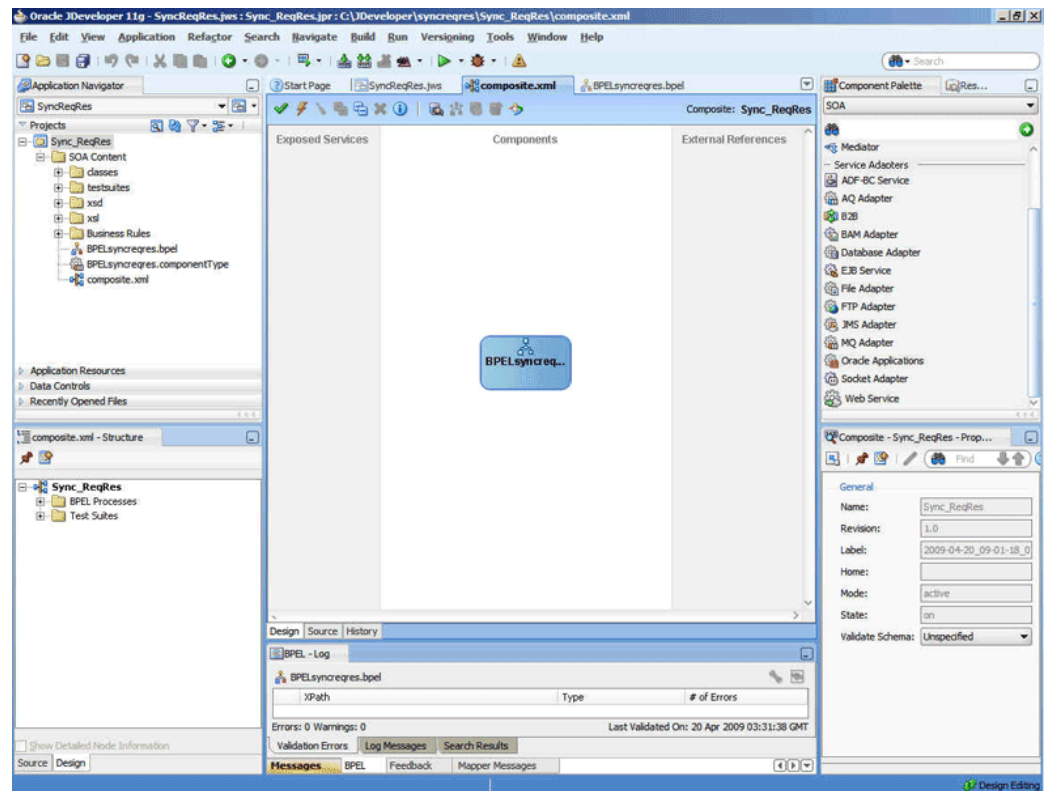 Oracle JDeveloper 11g - SyncReqRes.jws : Sync_ReqRes.jpr : C:\JDeveloper\syncreqres\Sync_ReqRes\composite.xml
File Edit View Application Refactor Search Navigate Build Run Versioning Tools Window Help
Search
Application Navigator
SyncReqRes
Projects
Sync_ReqRes
SOA Content
classes
testsuites
xsd
xsl
Business Rules
BPELsyncreqres.bpel
BPELsyncreqres.componentType
composite.xml
Application Resources
Data Controls
Recently Opened Files
composite.xml - Structure
Sync_ReqRes
BPEL Processes
Test Suites
Show Detailed Node Information
Source Design
Start Page SyncReqRes.jws composite.xml BPELsyncreqres.bpel
Composite: Sync_ReqRes
Exposed Services Components External References
BPELsyncreq...
Design Source History
BPEL - Log
BPELsyncreqres.bpel
XPath Type # of Errors
Errors: 0 Warnings: 0 Last Validated On: 20 Apr 2009 03:31:38 GMT
Validation Errors Log Messages Search Results
Messages BPEL Feedback Mapper Messages
Component Palette Res...
SOA
Mediator
Service Adapters
ADF-BC Service
AQ Adapter
B2B
BAM Adapter
Database Adapter
EJB Service
File Adapter
FTP Adapter
JMS Adapter
MQ Adapter
Oracle Applications
Socket Adapter
Web Service
Composite - Sync_ReqRes - Prop...
Find
General
Name: Sync_ReqRes
Revision: 1.0
Label: 2009-04-20_09-01-18_0
Home:
Mode: active
State: on
Validate Schema: Unspecified
Design Editing